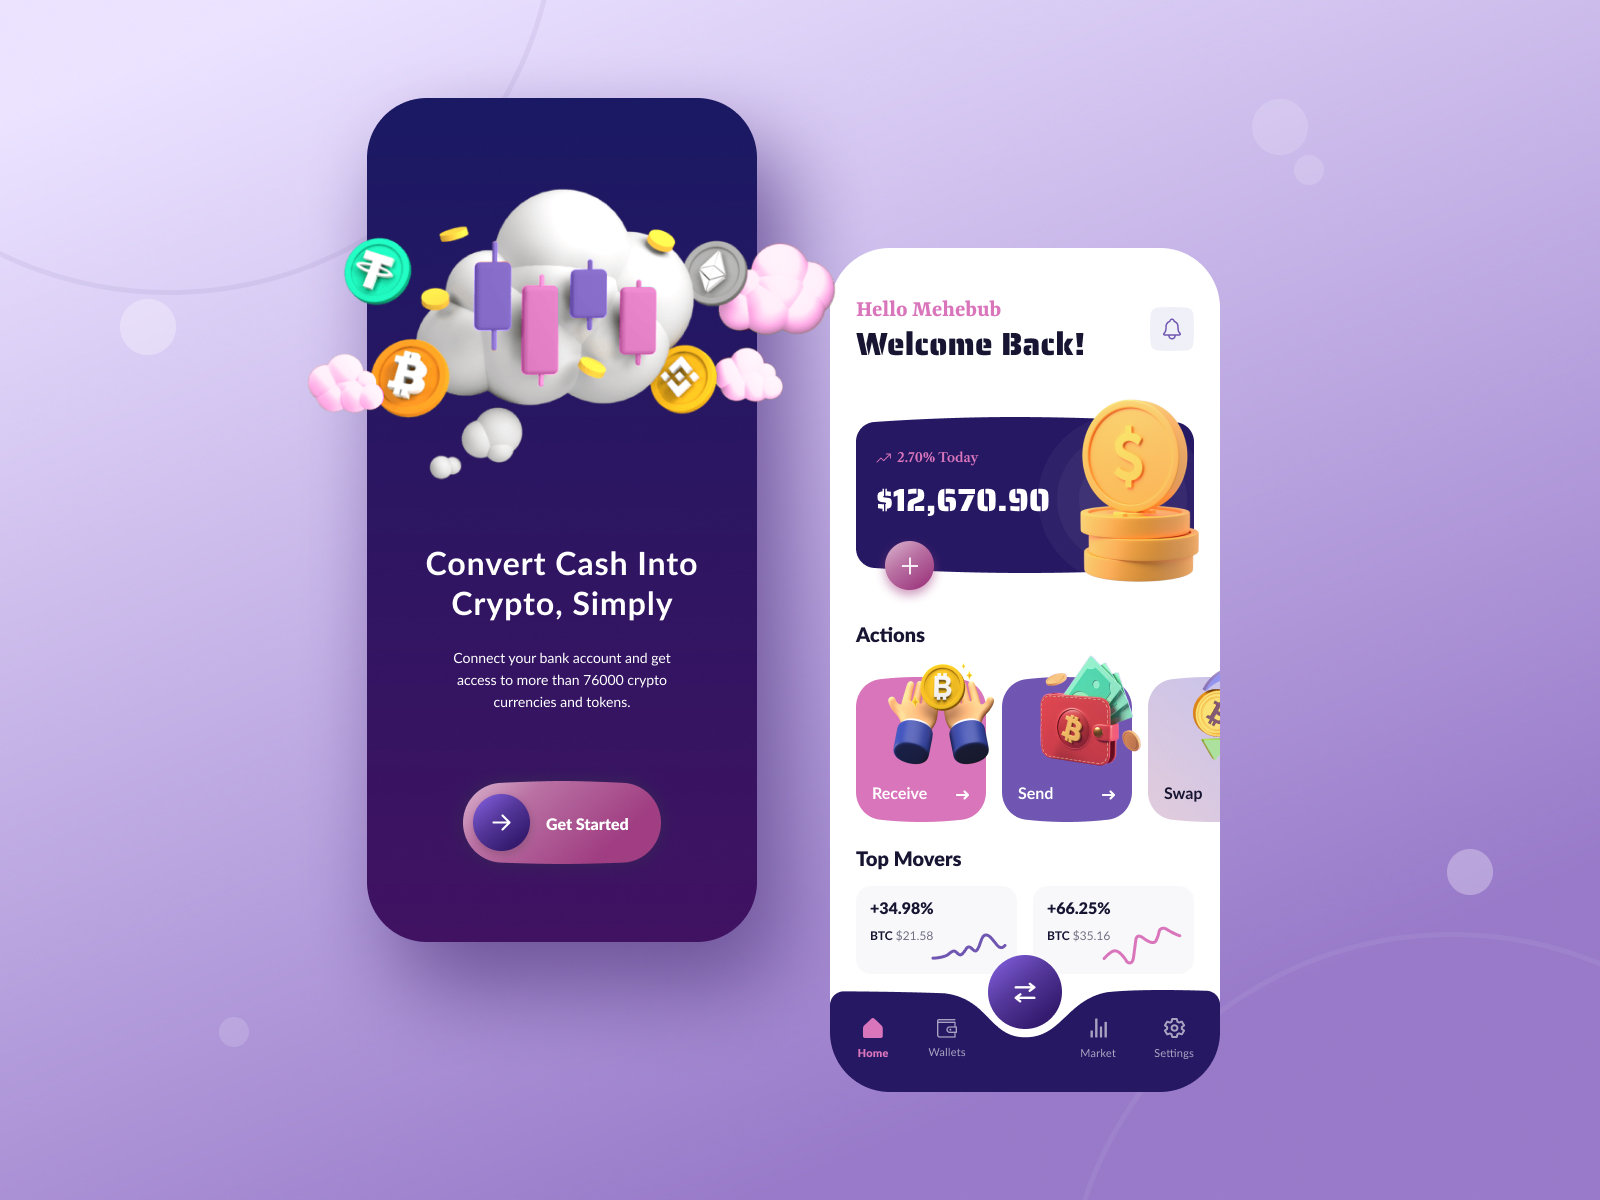 Convert Cash Into
Crypto, Simply
Connect your bank account and get
access to more than 76000 crypto
currencies and tokens.
Get Started
Hello Mehebub
Welcome Back!
2.70% Today
$12,670.90
Actions
Receive
Send
Swap
Top Movers
+34.98%
BTC $21.58
+66.25%
BTC $35.16
Home
Wallets
Market
Settings